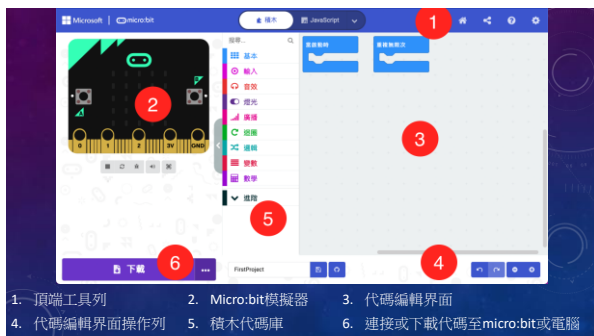 Microsoft | micro:bit
積木
JavaScript
1
搜尋...
基本
輸入
音效
燈光
廣播
迴圈
邏輯
變數
數學
進階
當啟動時
重複無限次
2
3
0 1 2 3V GND
5
6
下載
...
FirstProject
4
1. 頂端工具列 2. Micro:bit模擬器 3. 代碼編輯界面
4. 代碼編輯界面操作列 5. 積木代碼庫 6. 連接或下載代碼至micro:bit或電腦